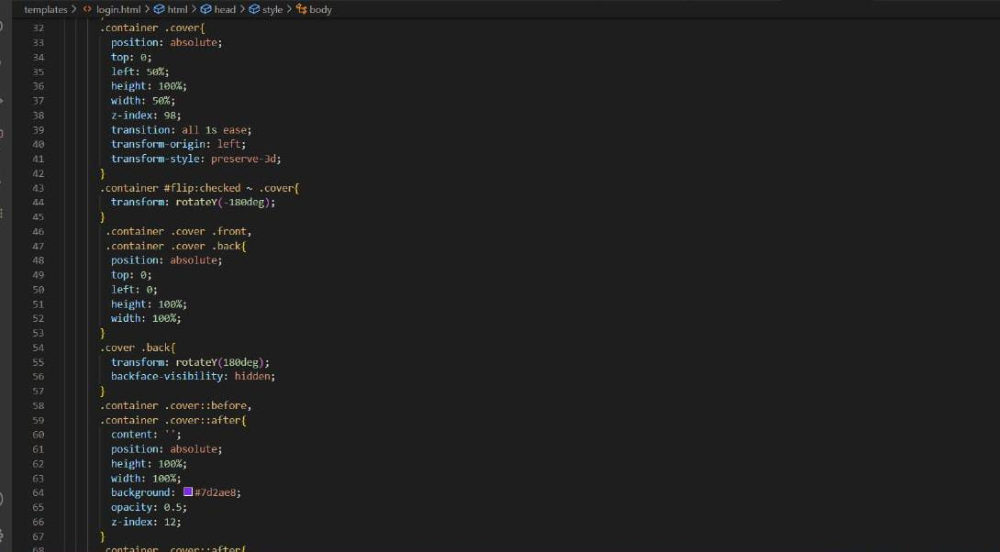 templates > <> login.html > html > head > style > body
32 .container .cover{
33 position: absolute;
34 top: 0;
35 left: 50%;
36 height: 100%;
37 width: 50%;
38 z-index: 98;
39 transition: all 1s ease;
40 transform-origin: left;
41 transform-style: preserve-3d;
42 }
43 .container #flip:checked ~ .cover{
44 transform: rotateY(-180deg);
45 }
46 .container .cover .front,
47 .container .cover .back{
48 position: absolute;
49 top: 0;
50 left: 0;
51 height: 100%;
52 width: 100%;
53 }
54 .cover .back{
55 transform: rotateY(180deg);
56 backface-visibility: hidden;
57 }
58 .container .cover::before,
59 .container .cover::after{
60 content: '';
61 position: absolute;
62 height: 100%;
63 width: 100%;
64 background: #7d2ae8;
65 opacity: 0.5;
66 z-index: 12;
67 }
68 .container .cover::after{